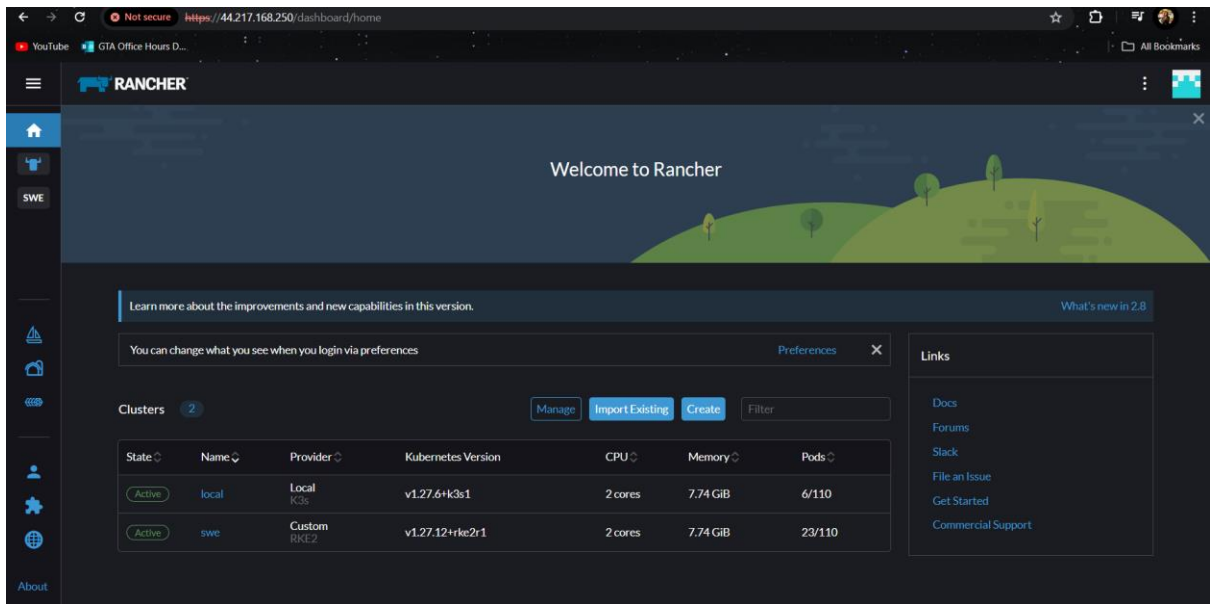 Not secure https://44.217.168.250/dashboard/home
YouTube GTA Office Hours D... All Bookmarks
RANCHER
SWE
Welcome to Rancher
Learn more about the improvements and new capabilities in this version. What's new in 2.8
You can change what you see when you login via preferences Preferences
Links
Clusters 2 Manage Import Existing Create Filter
Docs
Forums
State Name Provider Kubernetes Version CPU Memory Pods
Slack
File an Issue
Active local Local v1.27.6+k3s1 2 cores 7.74 GiB 6/110
K3s
Get Started
Commercial Support
Active swe Custom v1.27.12+rke2r1 2 cores 7.74 GiB 23/110
RKE2
About